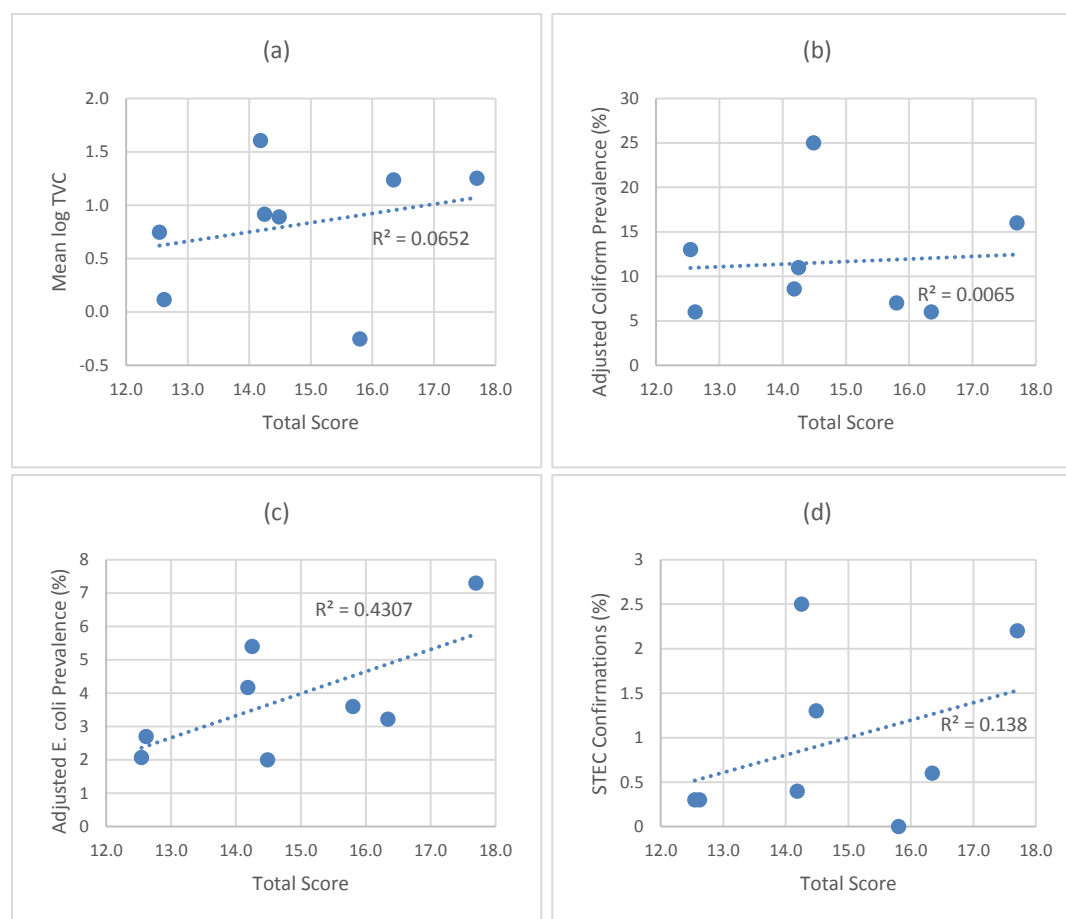 (a)
Mean log TVC
2.0
1.5
1.0
0.5
0.0
-0.5
R² = 0.0652
12.0 13.0 14.0 15.0 16.0 17.0 18.0
Total Score
(b)
Adjusted Coliform Prevalence (%)
30
25
20
15
10
5
0
R² = 0.0065
12.0 13.0 14.0 15.0 16.0 17.0 18.0
Total Score
(c)
Adjusted E. coli Prevalence (%)
8
7
6
5
4
3
2
1
0
R² = 0.4307
12.0 13.0 14.0 15.0 16.0 17.0 18.0
Total Score
(d)
STEC Confirmations (%)
3
2.5
2
1.5
1
0.5
0
R² = 0.138
12.0 13.0 14.0 15.0 16.0 17.0 18.0
Total Score